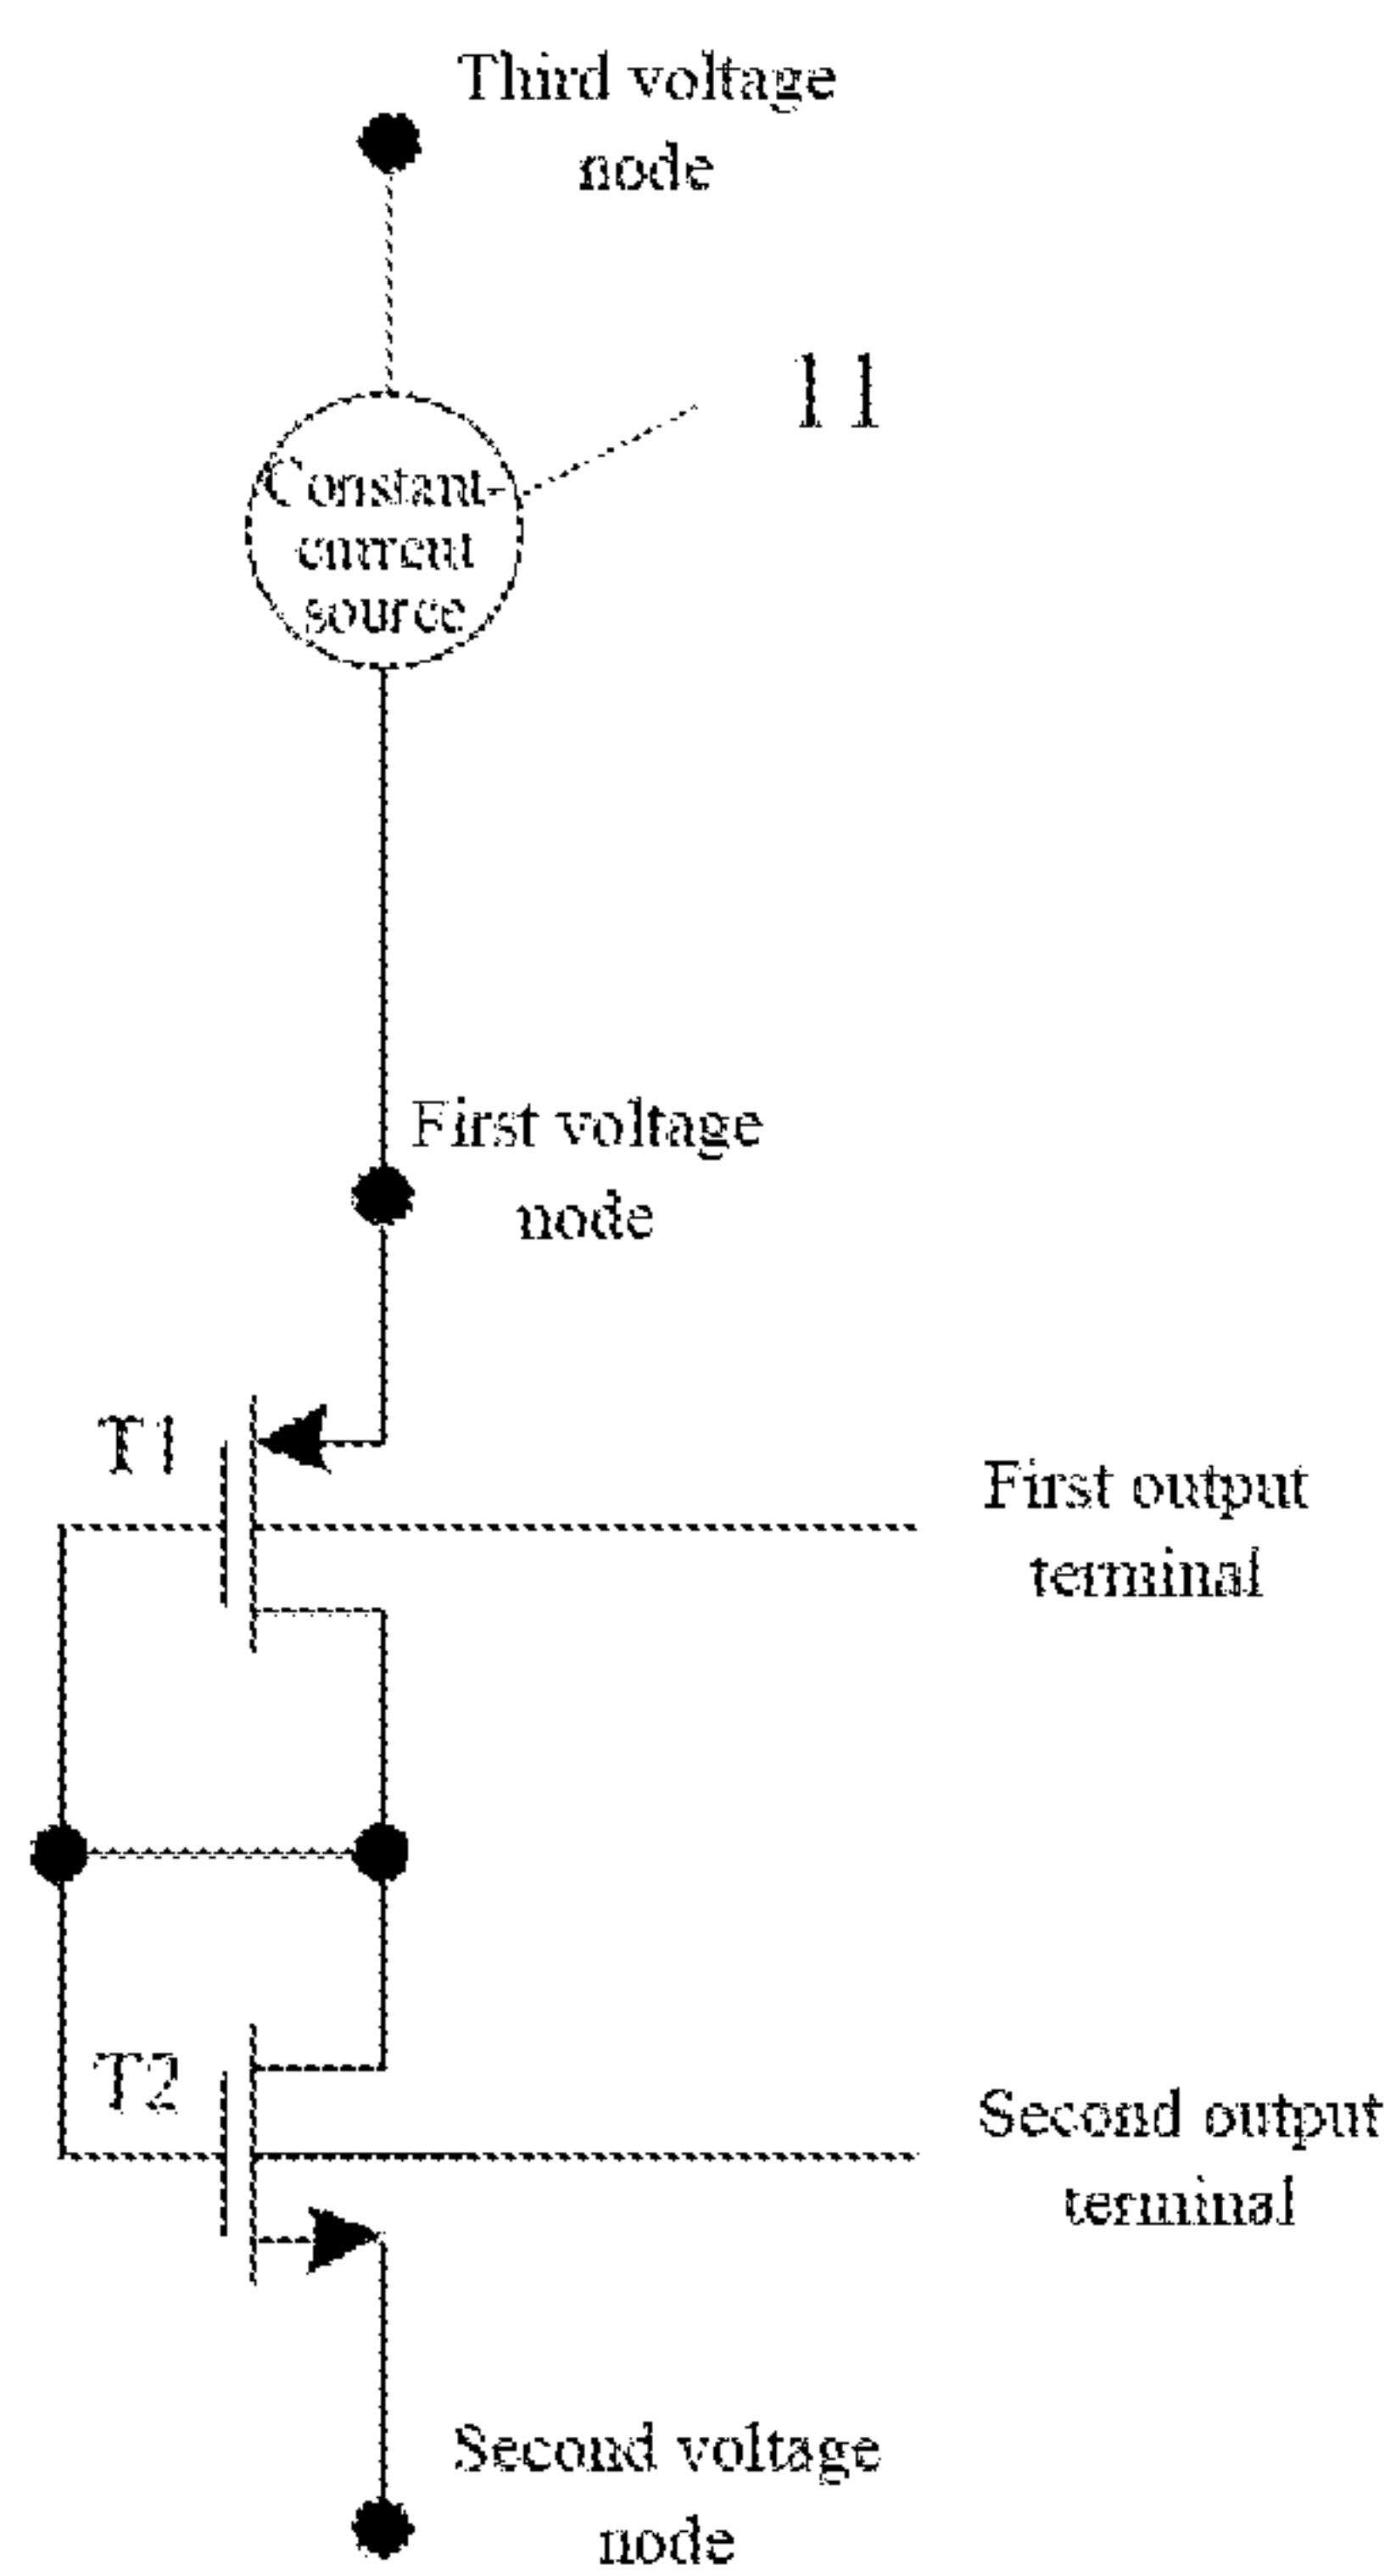 Third voltage
node
11
Constant-
current
source
First voltage
node
T1
First output
terminal
T2
Second output
terminal
Second voltage
node